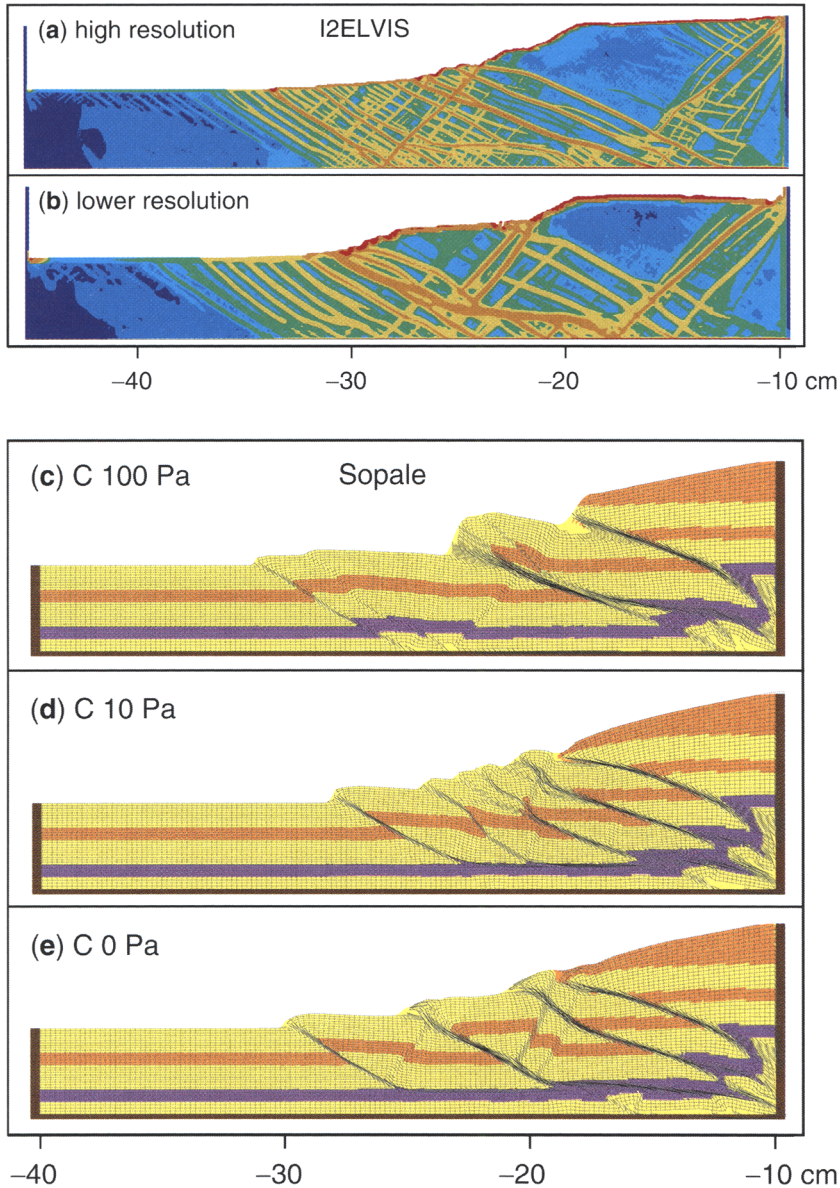 (a) high resolution I2ELVIS
(b) lower resolution
−40 −30 −20 −10 cm
(c) C 100 Pa Sopale
(d) C 10 Pa
(e) C 0 Pa
−40 −30 −20 −10 cm